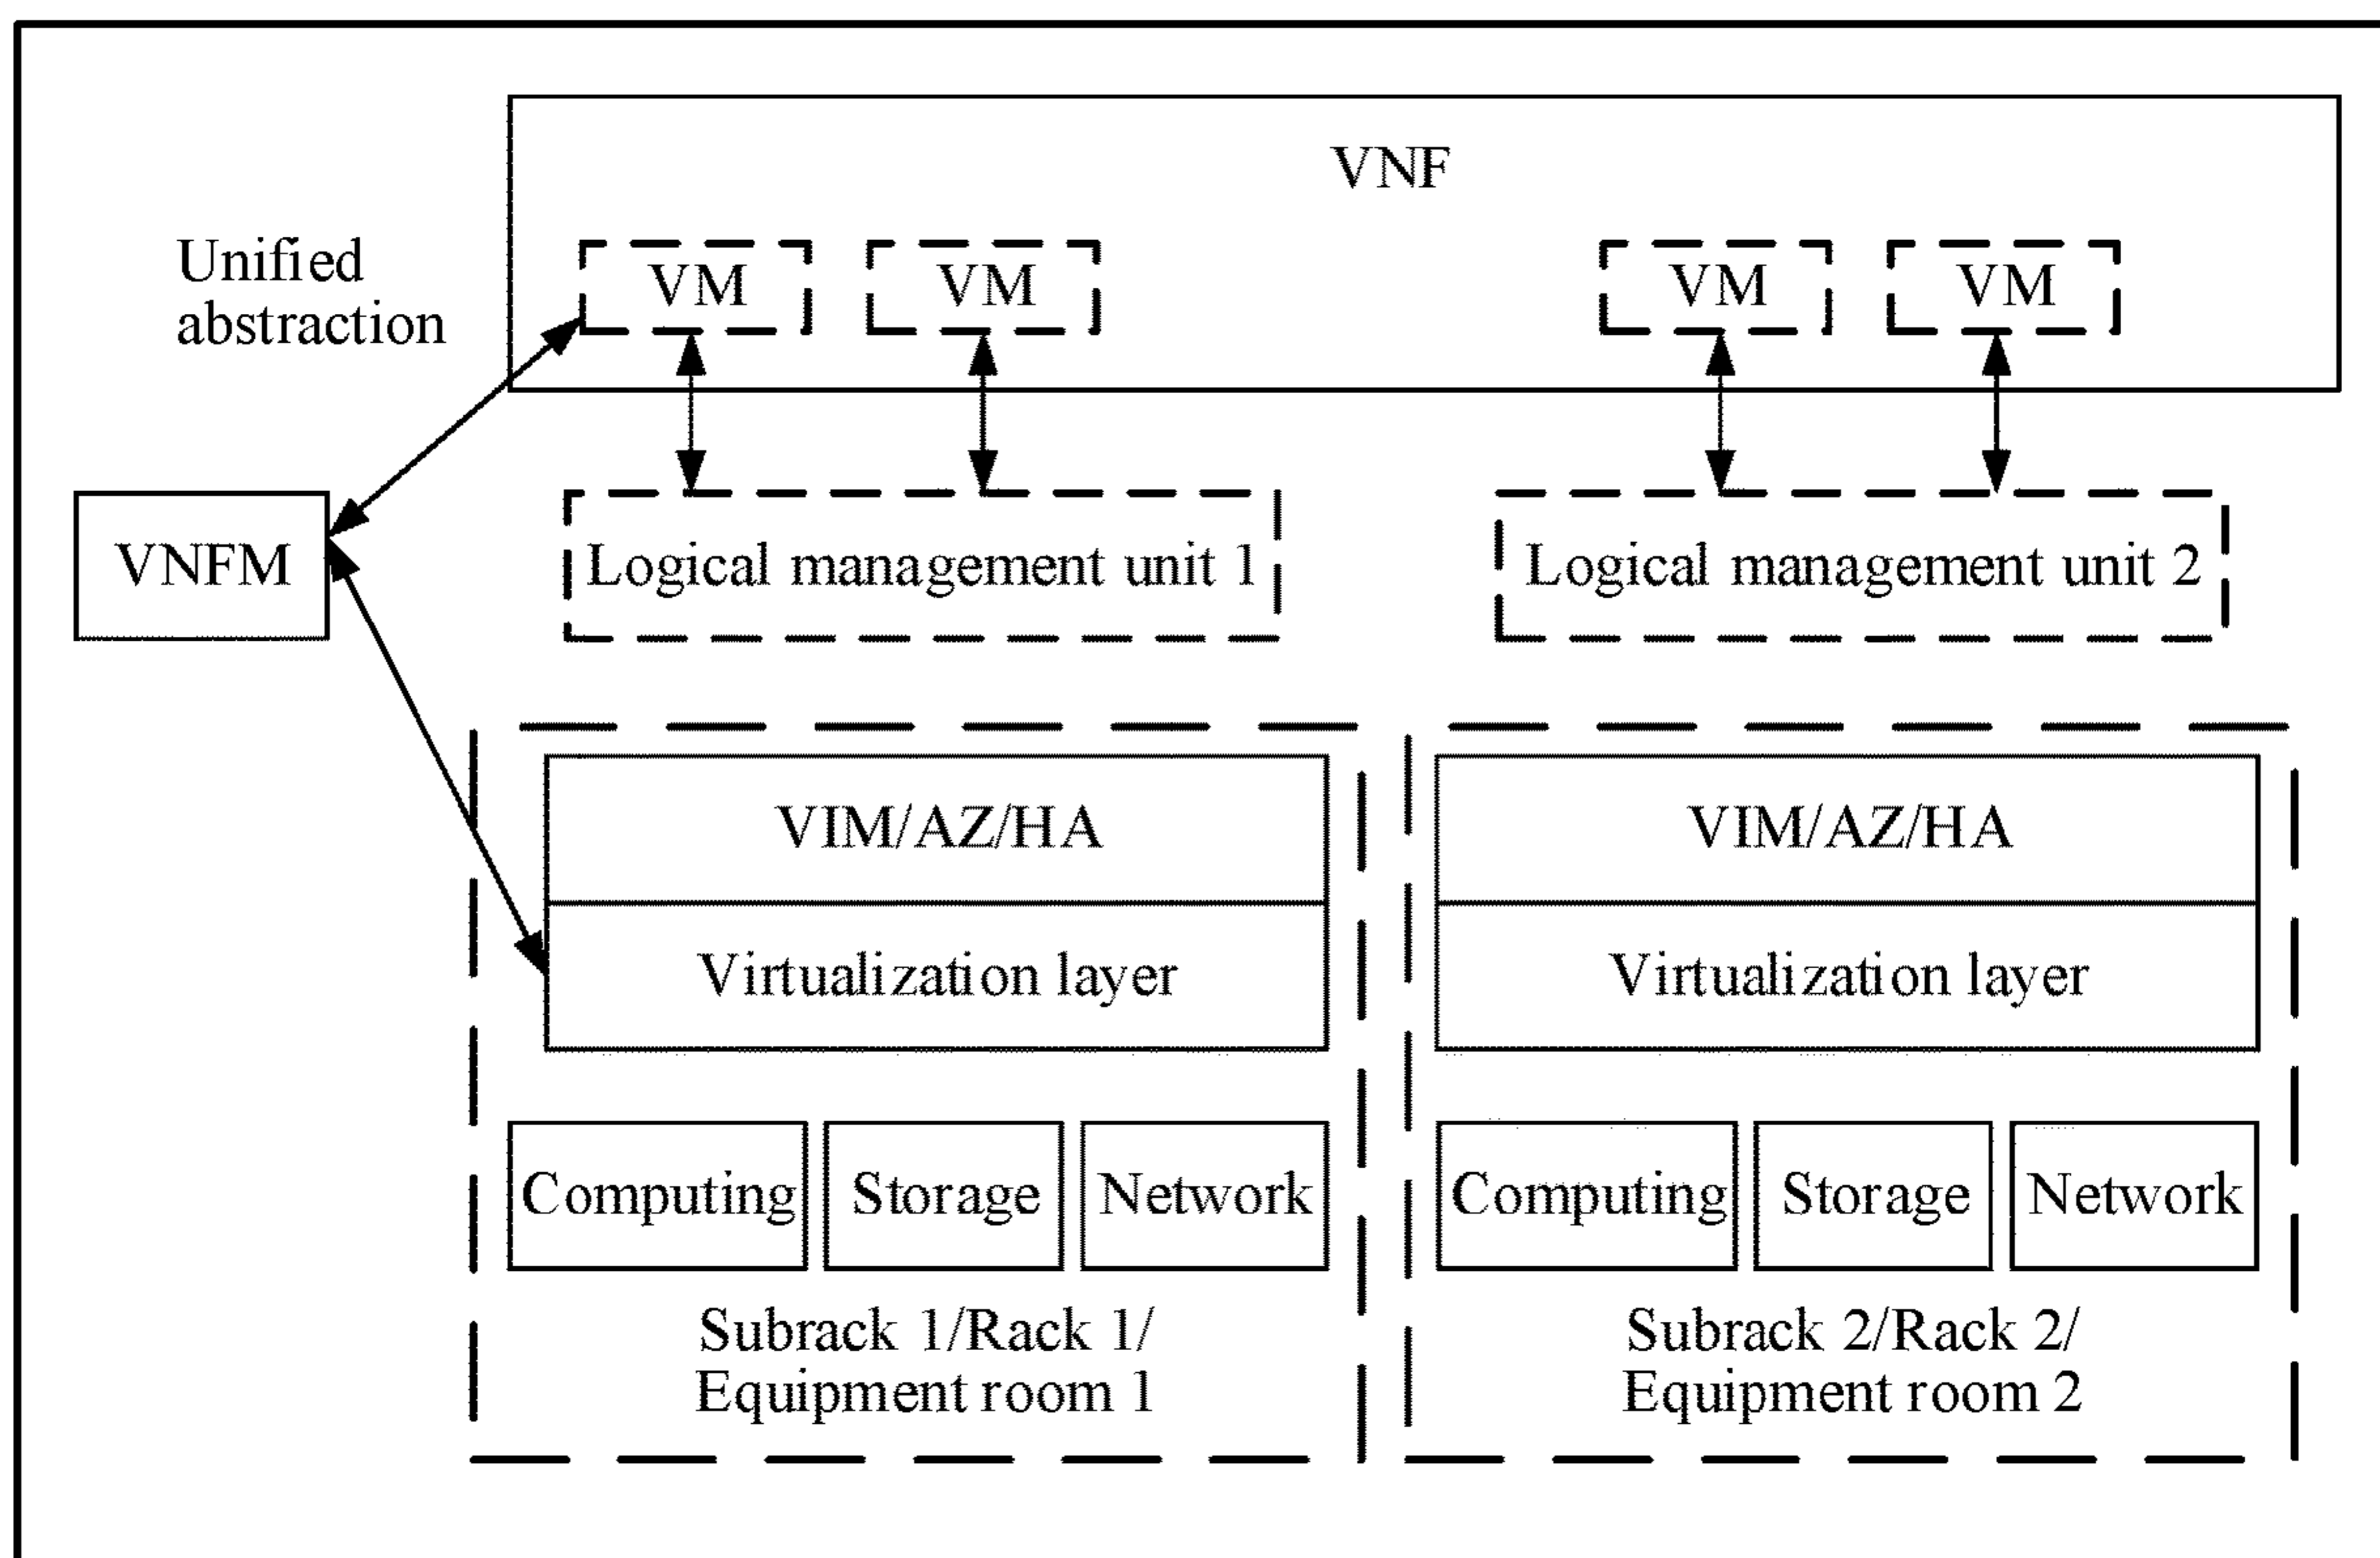 VNF
Unified
abstraction
VM
VM
VM
VM
VNFM
Logical management unit 1
Logical management unit 2
VIM/AZ/HA
Virtualization layer
Computing
Storage
Network
Subrack 1/Rack 1/
Equipment room 1
VIM/AZ/HA
Virtualization layer
Computing
Storage
Network
Subrack 2/Rack 2/
Equipment room 2